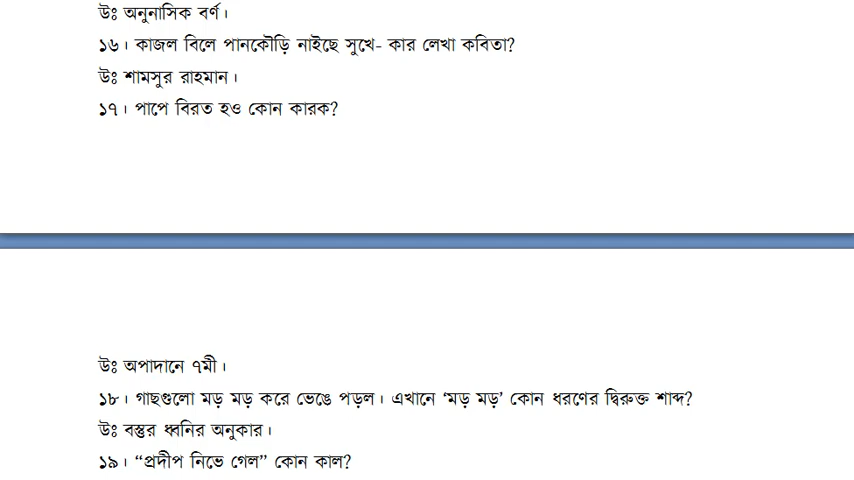 উঃ অনুনাসিক বর্ণ।
১৬। কাজল বিলে পানকৌড়ি নাইছে সুখে- কার লেখা কবিতা?
উঃ শামসুর রাহমান।
১৭। পাপে বিরত হও কোন কারক?
উঃ অপাদানে ৭মী।
১৮। গাছগুলো মড় মড় করে ভেঙে পড়ল। এখানে ‘মড় মড়’ কোন ধরণের দ্বিরুক্ত শাব্দ?
উঃ বস্তুর ধ্বনির অনুকার।
১৯। “প্রদীপ নিভে গেল” কোন কাল?